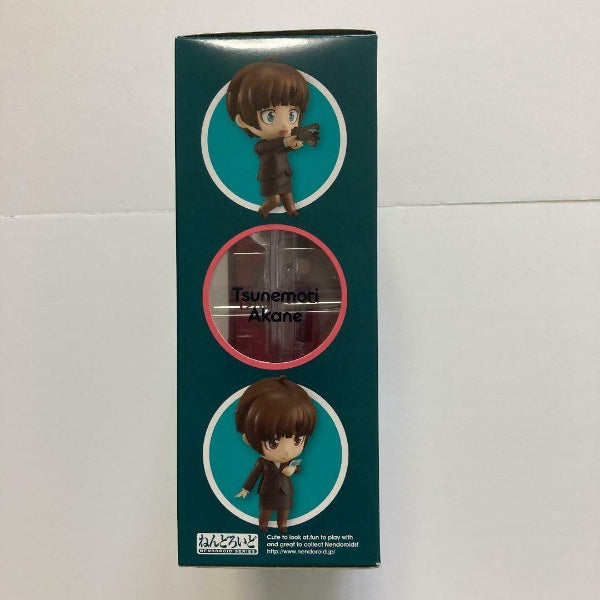 Tsunemori
Akane
ねんどろいど
NENDOROID SERIES
Cute to look at,fun to play with
and great to collect Nendoroids!
http://www.nendoroid.jp/